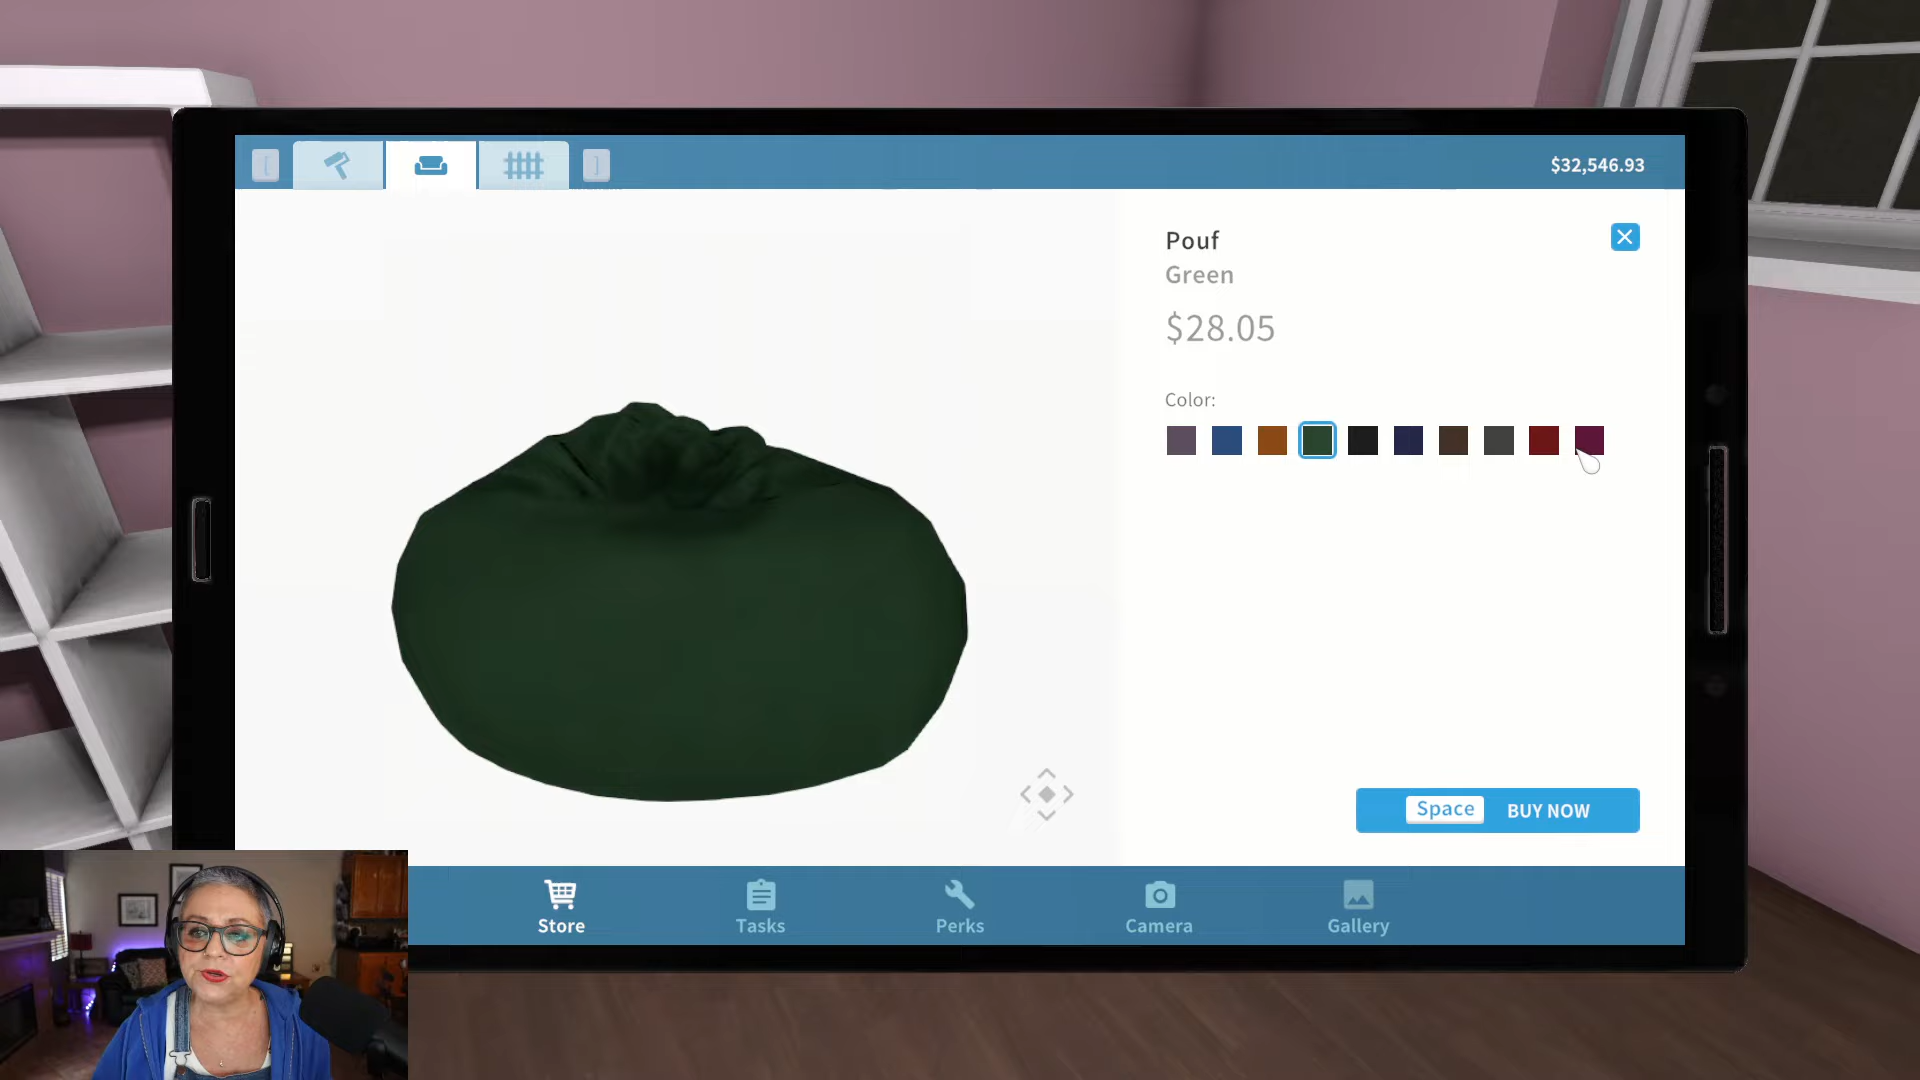 [
]
$32,546.93
Pouf
Green
$28.05
Color:
Space BUY NOW
Store
Tasks
Perks
Camera
Gallery